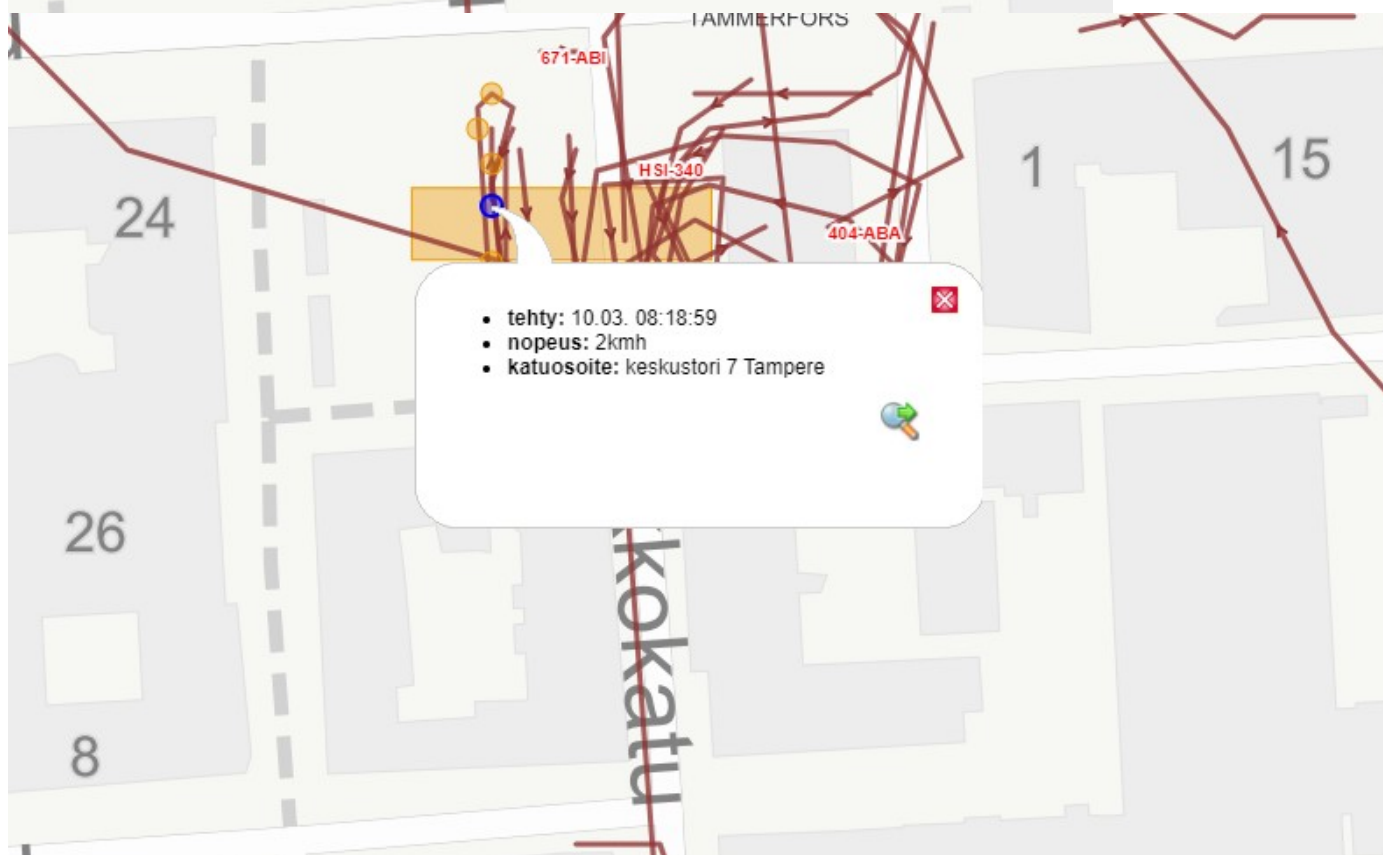 TAMMERFORS
671-ABI
HSI-340
1
15
24
404-ABA
tehty: 10.03. 08:18:59
nopeus: 2kmh
katuosoite: keskustori 7 Tampere
26
kokatu
8